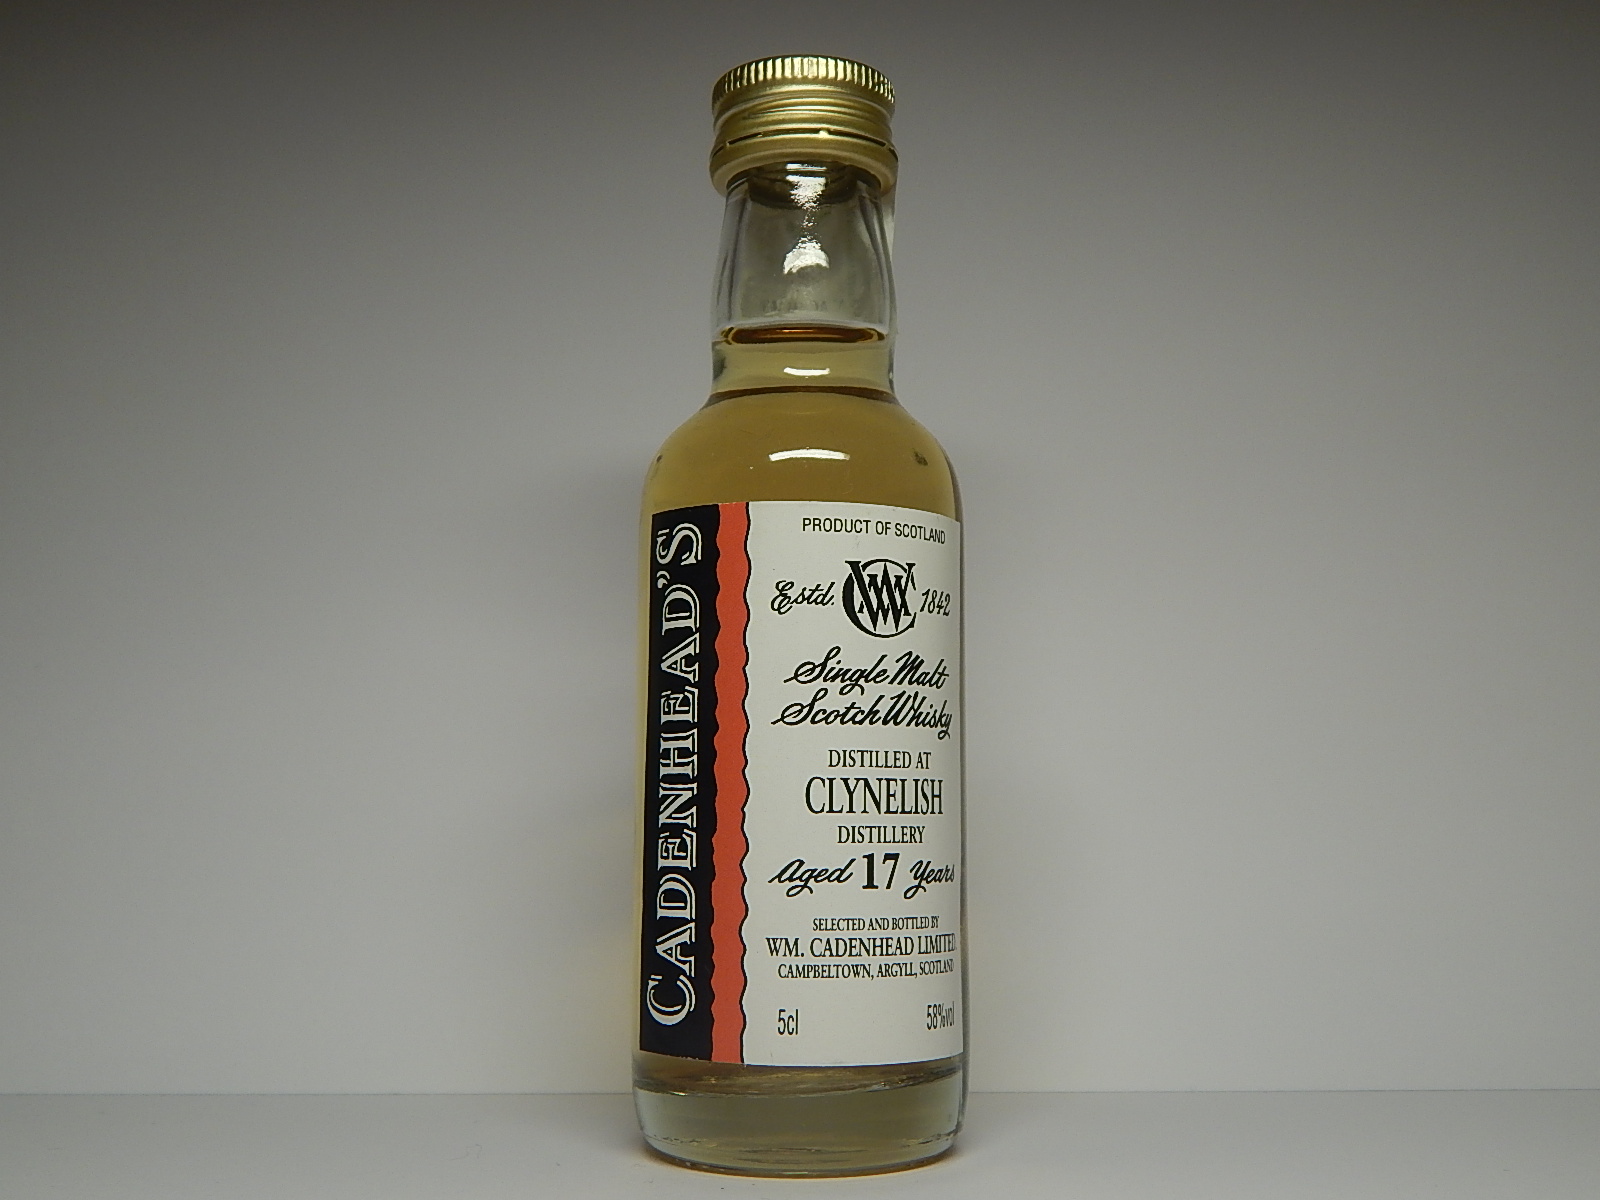 CADENHEAD'S
PRODUCT OF SCOTLAND
Estd. WC 1842
Single Malt
Scotch Whisky
DISTILLED AT
CLYNELISH
DISTILLERY
Aged 17 Years
SELECTED AND BOTTLED BY
WM. CADENHEAD LIMITED.
CAMPBELTOWN, ARGYLL, SCOTLAND
5cl 58%vol